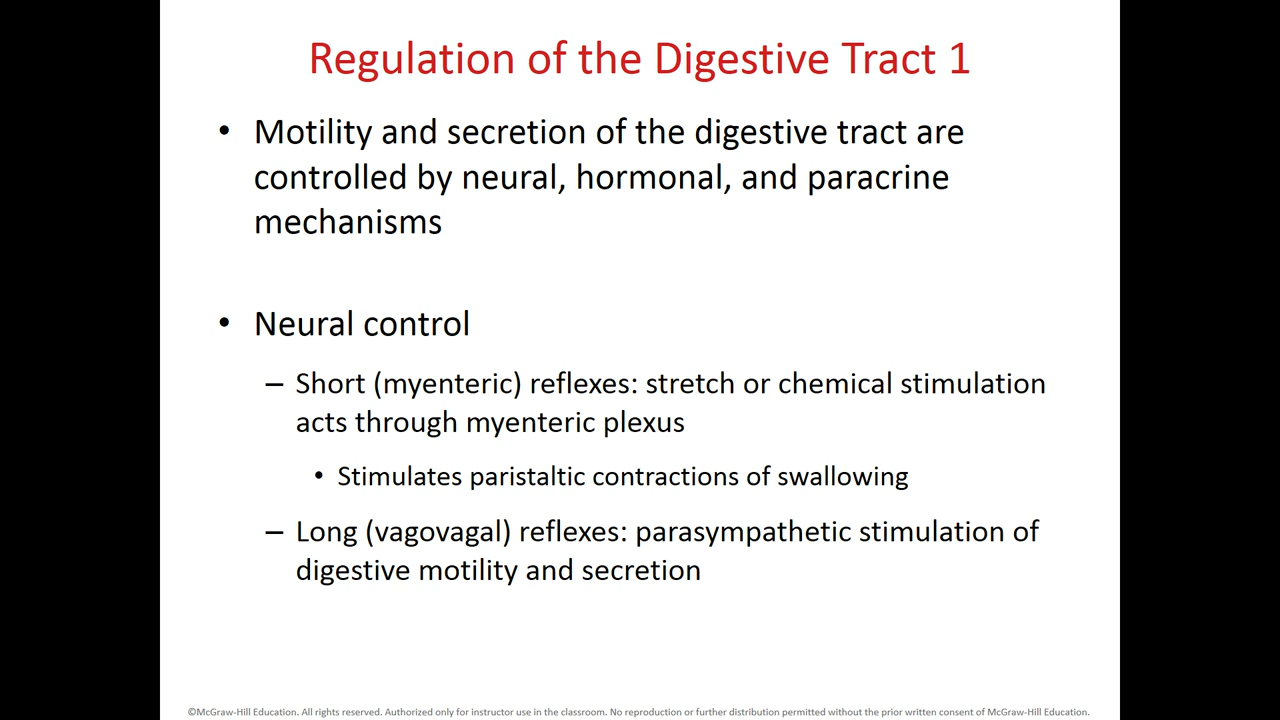 Regulation of the Digestive Tract 1
• Motility and secretion of the digestive tract are
controlled by neural, hormonal, and paracrine
mechanisms
• Neural control
– Short (myenteric) reflexes: stretch or chemical stimulation
acts through myenteric plexus
• Stimulates paristaltic contractions of swallowing
– Long (vagovagal) reflexes: parasympathetic stimulation of
digestive motility and secretion
©McGraw-Hill Education. All rights reserved. Authorized only for instructor use in the classroom. No reproduction or further distribution permitted without the prior written consent of McGraw-Hill Education.